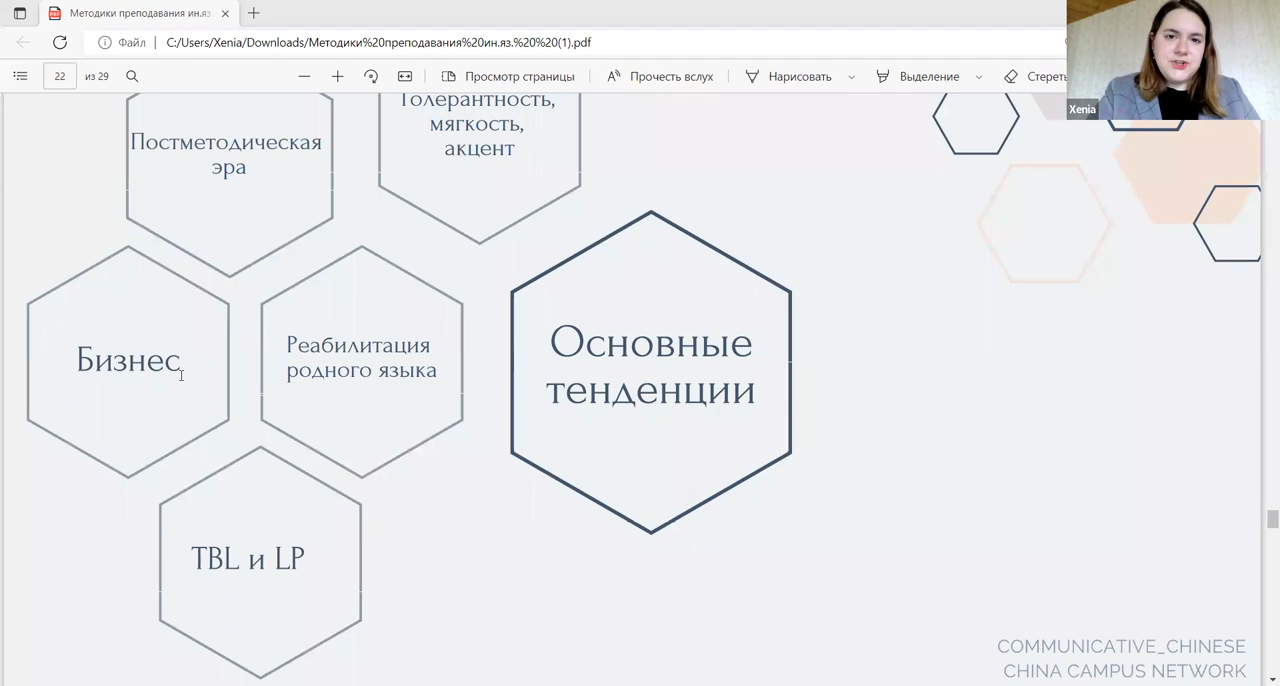 Методики преподавания ин.яз.
Файл
C:/Users/Xenia/Downloads/Методики%20преподавания%20ин.яз.%20%20(1).pdf
22
из 29
Просмотр страницы
Прочесть вслух
Нарисовать
Выделение
Стереть
Xenia
Толерантность,
мягкость,
акцент
Постметодическая
эра
Бизнес
Реабилитация
родного языка
Основные
тенденции
TBL и LP
COMMUNICATIVE_CHINESE
CHINA CAMPUS NETWORK